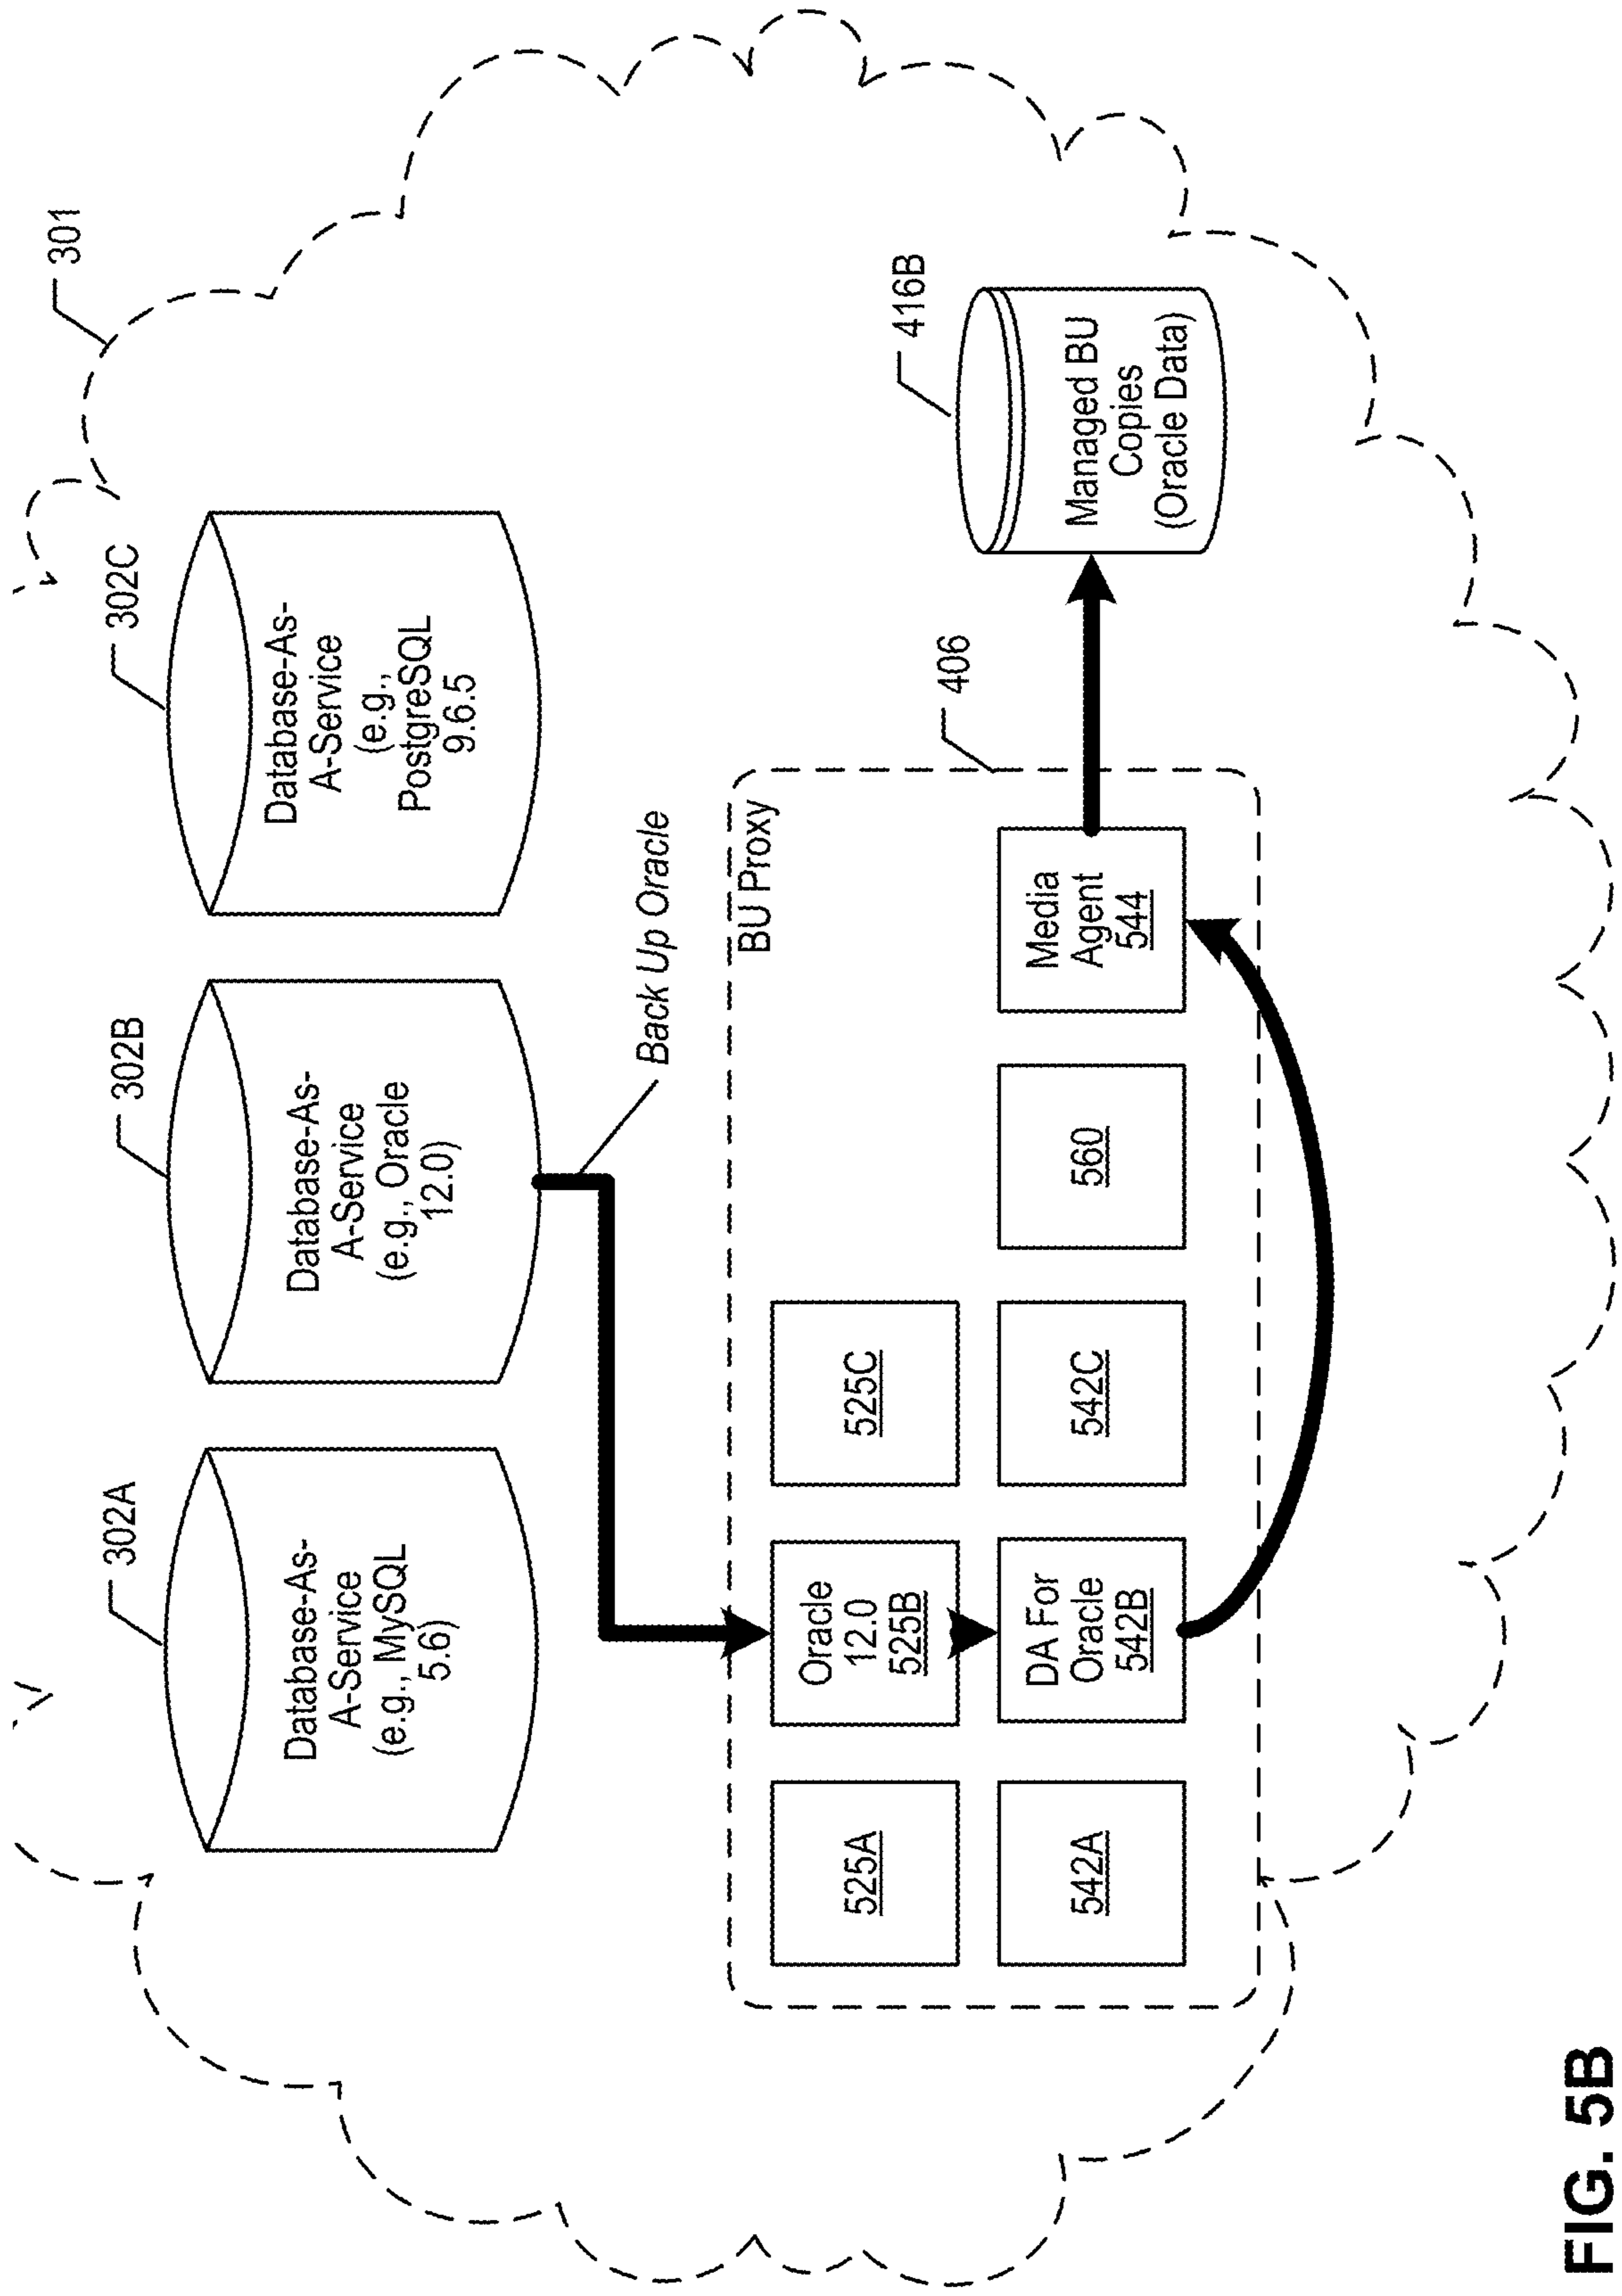 301
302A
302B
302C
Database-As-
A-Service
(e.g., MySQL
5.6)
Database-As-
A-Service
(e.g., Oracle
12.0)
Database-As-
A-Service
(e.g.,
PostgreSQL
9.6.5
Back Up Oracle
BU Proxy
406
416B
525A
Oracle
12.0
525B
525C
542A
DA For
Oracle
542B
542C
560
Media
Agent
544
Managed BU
Copies
(Oracle Data)
FIG. 5B